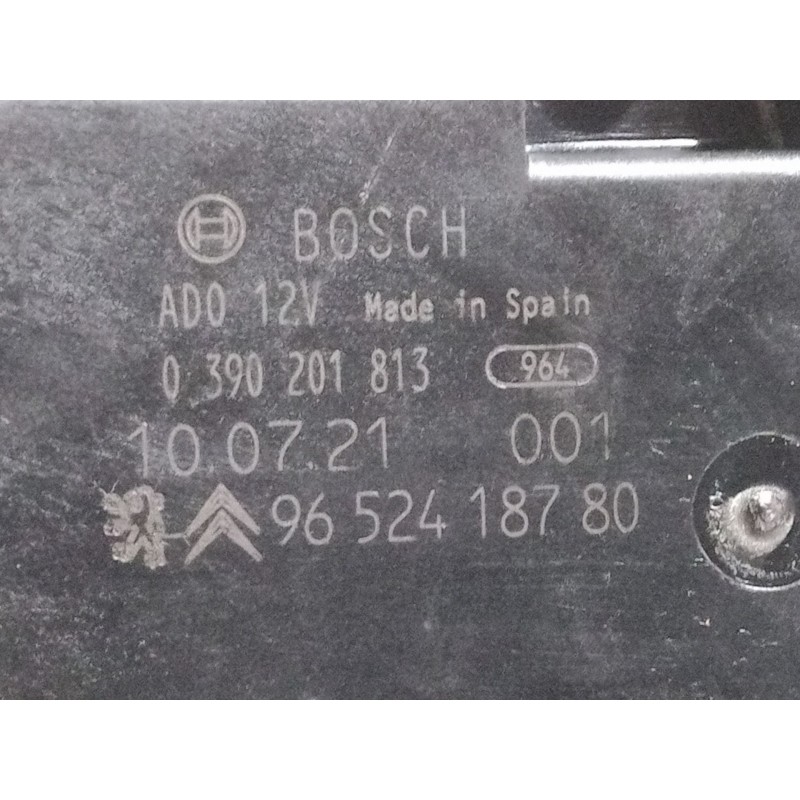 BOSCH
ADO 12V Made in Spain
0 390 201 813 964
10.07.21 001
96 524 187 80